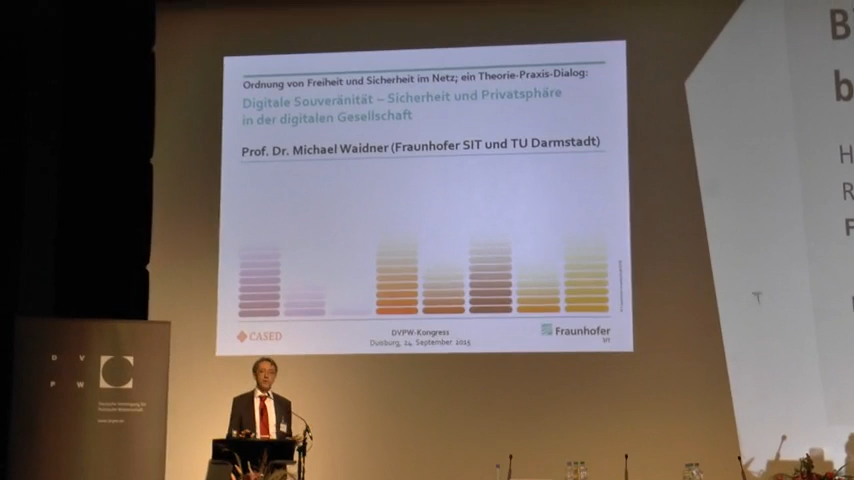 Ordnung von Freiheit und Sicherheit im Netz; ein Theorie-Praxis-Dialog:
Digitale Souveränität – Sicherheit und Privatsphäre
in der digitalen Gesellschaft
Prof. Dr. Michael Waidner (Fraunhofer SIT und TU Darmstadt)
CASED
DVPW-Kongress
Duisburg, 24. September 2015
Fraunhofer
SIT
D V
P W
B
b
H
R
F